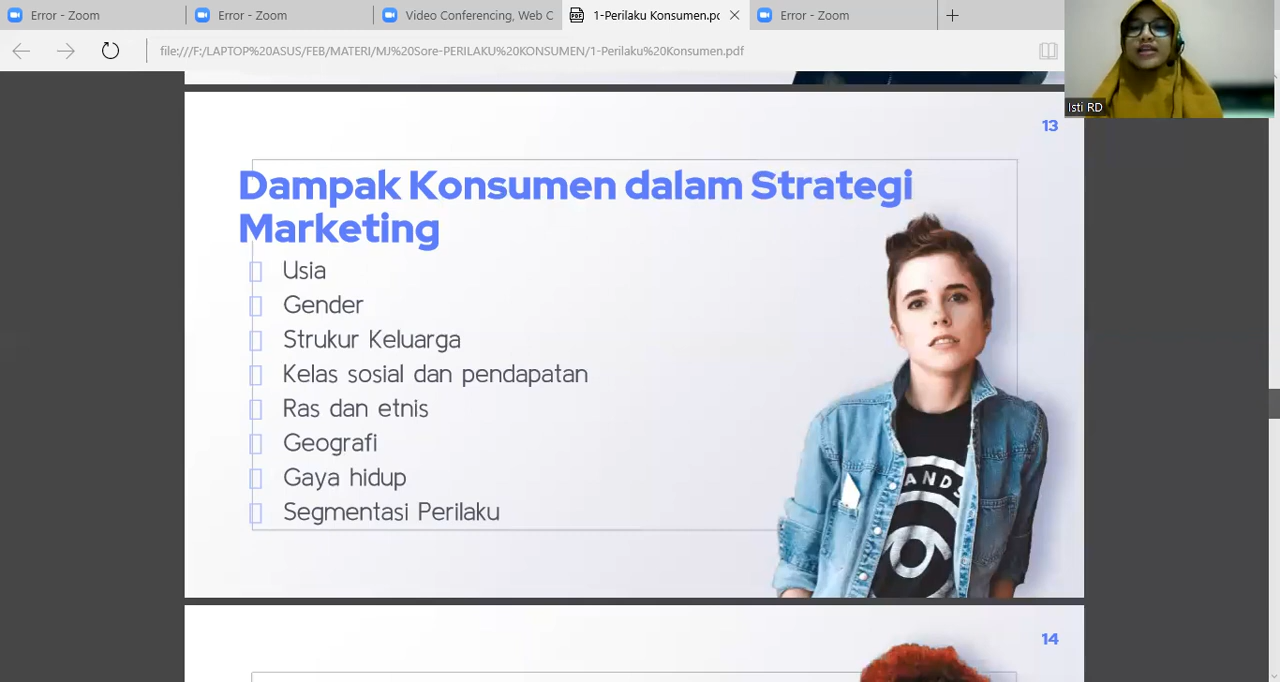 Error - Zoom
Error - Zoom
Video Conferencing, Web C
1-Perilaku Konsumen.pc
Error - Zoom
file:///F:/LAPTOP%20ASUS/FEB/MATERI/MJ%20Sore-PERILAKU%20KONSUMEN/1-Perilaku%20Konsumen.pdf
Isti RD
13
Dampak Konsumen dalam Strategi
Marketing
Usia
Gender
Strukur Keluarga
Kelas sosial dan pendapatan
Ras dan etnis
Geografi
Gaya hidup
Segmentasi Perilaku
ANDS
14